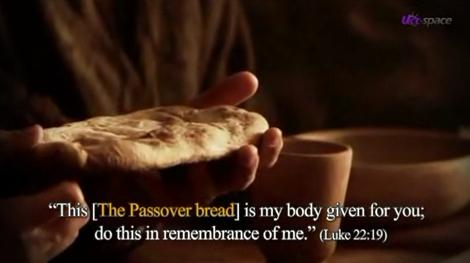 Ur-space
“This [The Passover bread] is my body given for you;
do this in remembrance of me.” (Luke 22:19)